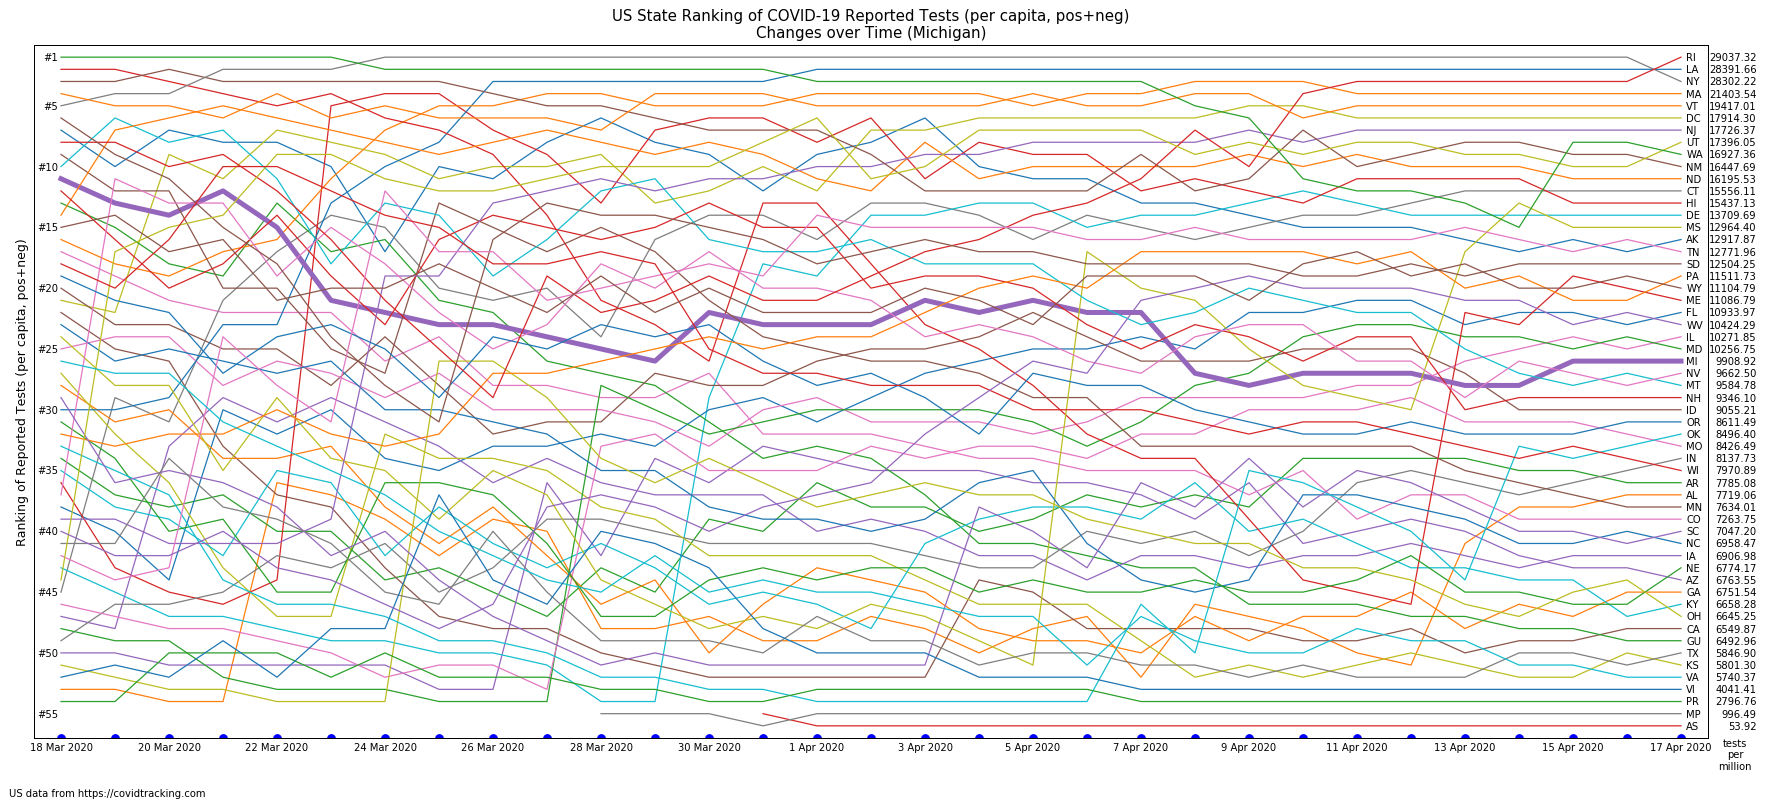 US State Ranking of COVID-19 Reported Tests (per capita, pos+neg)
Changes over Time (Michigan)
Ranking of Reported Tests (per capita, pos+neg)
#1
#5
#10
#15
#20
#25
#30
#35
#40
#45
#50
#55
RI 29037.32
LA 28391.66
NY 28302.22
MA 21403.54
VT 19417.01
DC 17914.30
NJ 17726.37
UT 17396.05
WA 16927.36
NM 16447.69
ND 16195.53
CT 15556.11
HI 15437.13
DE 13709.69
MS 12964.40
AK 12917.87
TN 12771.96
SD 12504.25
PA 11511.73
WY 11104.79
ME 11086.79
FL 10933.97
WV 10424.29
IL 10271.85
MD 10256.75
MI 9908.92
NV 9662.50
MT 9584.78
NH 9346.10
ID 9055.21
OR 8611.49
OK 8496.40
MO 8426.49
IN 8137.73
WI 7970.89
AR 7785.08
AL 7719.06
MN 7634.01
CO 7263.75
SC 7047.20
NC 6958.47
IA 6906.98
NE 6774.17
AZ 6763.55
GA 6751.54
KY 6658.28
OH 6645.25
CA 6549.87
GU 6492.96
TX 5846.90
KS 5801.30
VA 5740.37
VI 4041.41
PR 2796.76
MP 996.49
AS 53.92
18 Mar 2020 20 Mar 2020 22 Mar 2020 24 Mar 2020 26 Mar 2020 28 Mar 2020 30 Mar 2020 1 Apr 2020 3 Apr 2020 5 Apr 2020 7 Apr 2020 9 Apr 2020 11 Apr 2020 13 Apr 2020 15 Apr 2020 17 Apr 2020
tests
per
million
US data from https://covidtracking.com